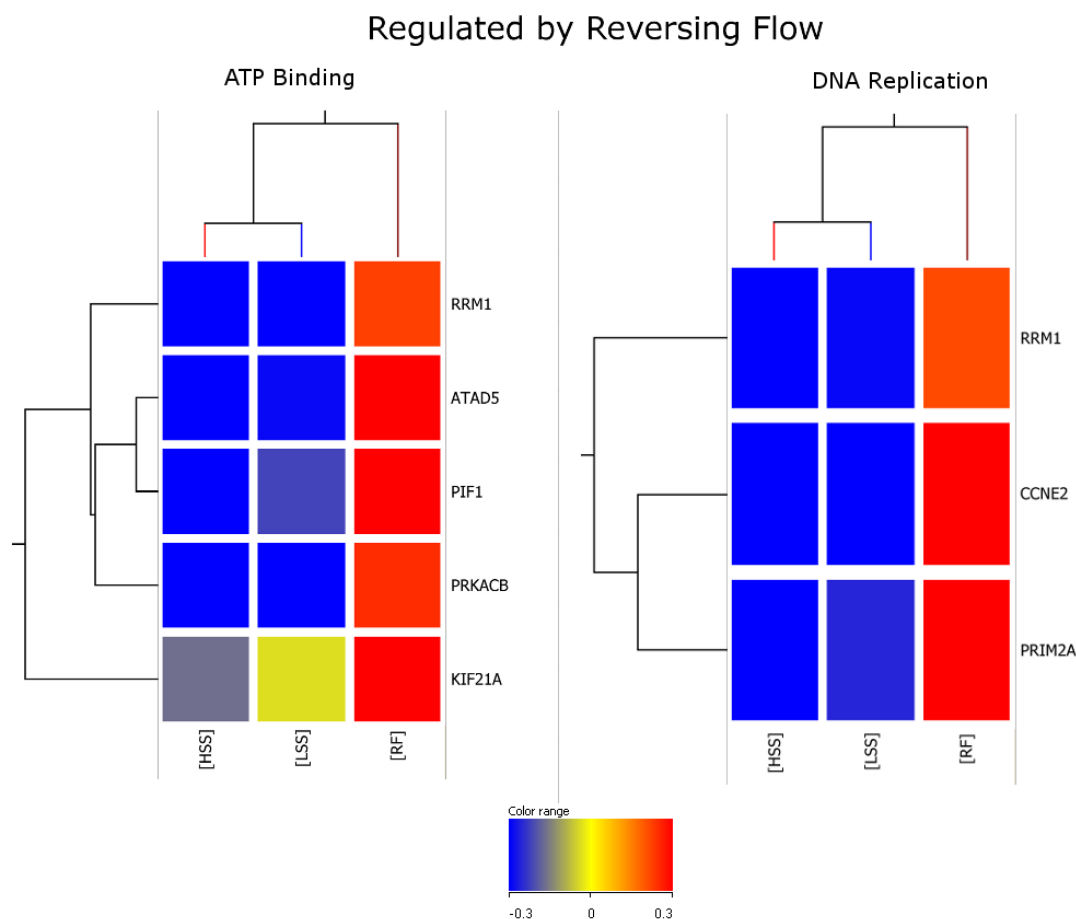 Regulated by Reversing Flow
ATP Binding
RRM1
ATAD5
PIF1
PRKACB
KIF21A
[HSS]
[LSS]
[RF]
DNA Replication
RRM1
CCNE2
PRIM2A
[HSS]
[LSS]
[RF]
Color range
-0.3 0 0.3